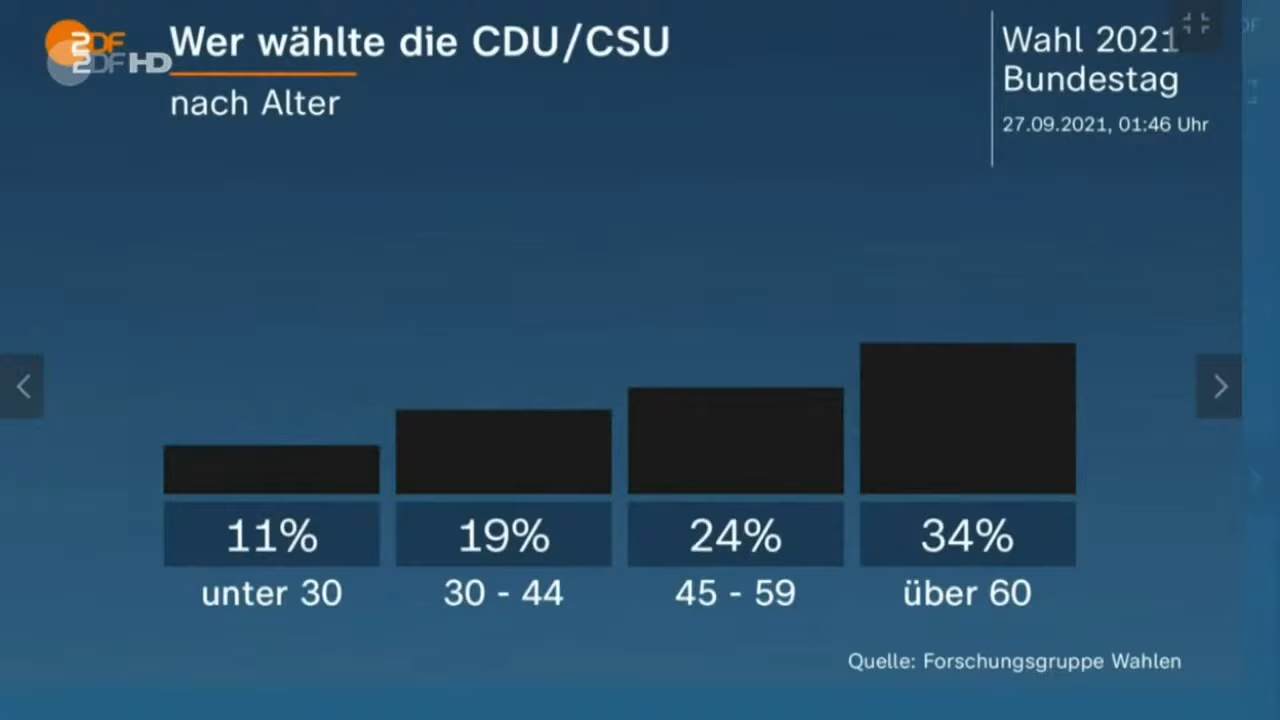 ZDF
ZDF HD
Wer wählte die CDU/CSU
nach Alter
Wahl 2021
Bundestag
27.09.2021, 01:46 Uhr
11% 19% 24% 34%
unter 30 30 - 44 45 - 59 über 60
Quelle: Forschungsgruppe Wahlen